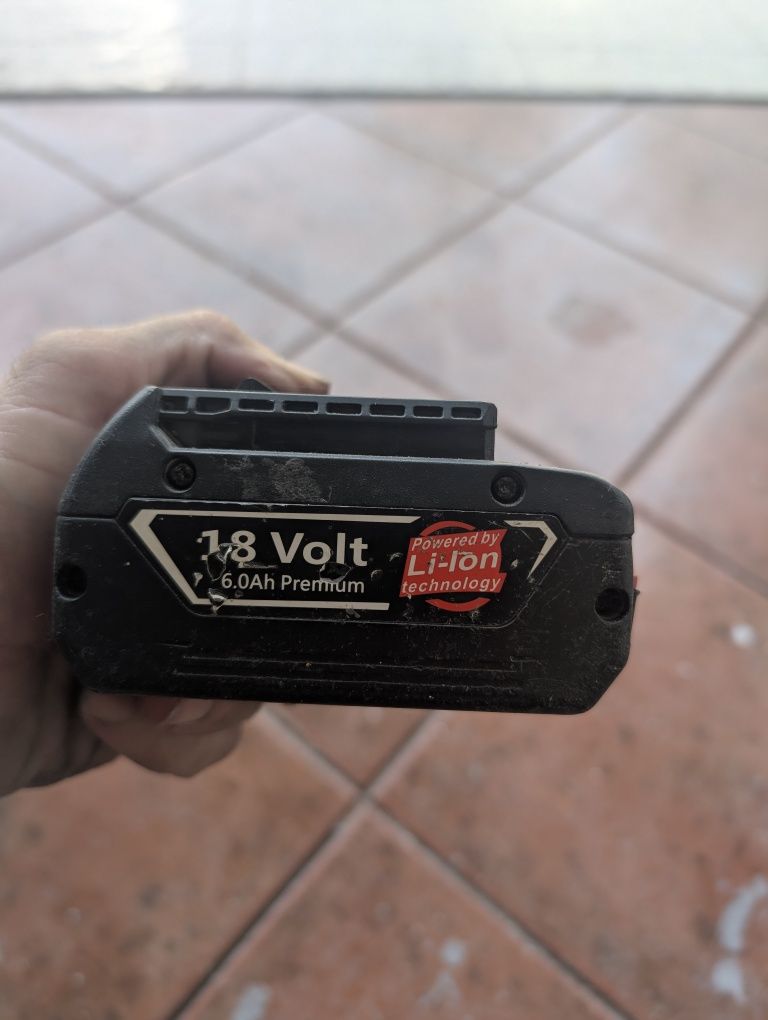 18 Volt
6.0Ah Premium
Powered by
Li-Ion
technology